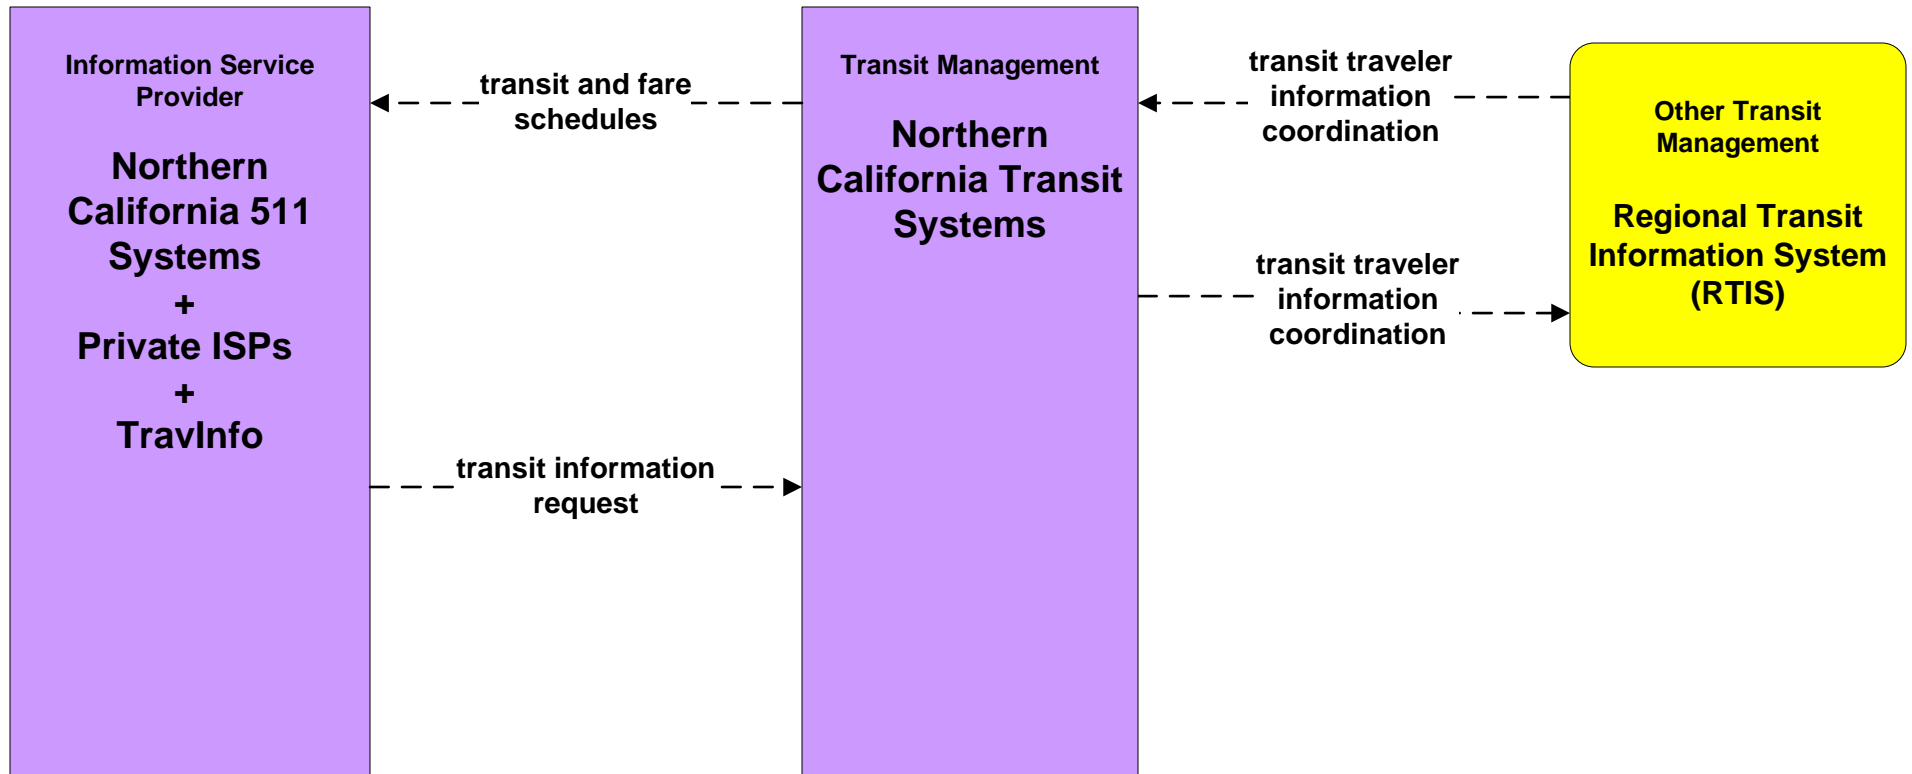 Information Service
Provider
Northern
California 511
Systems
+
Private ISPs
+
TravInfo
transit and fare
schedules
transit information
request
Transit Management
Northern
California Transit
Systems
transit traveler
information
coordination
transit traveler
information
coordination
Other Transit
Management
Regional Transit
Information System
(RTIS)